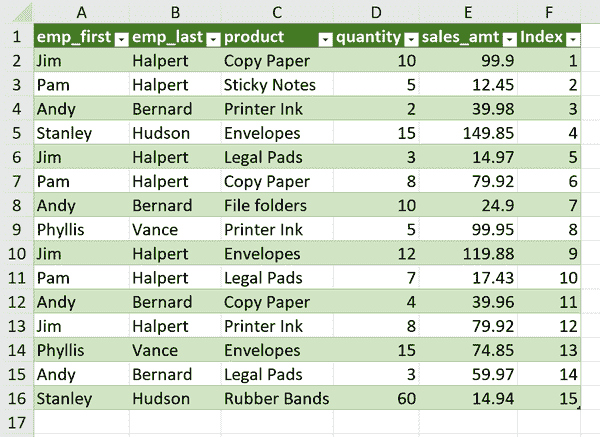 A B C D E F
1 emp_first emp_last product quantity sales_amt Index
2 Jim Halpert Copy Paper 10 99.9 1
3 Pam Halpert Sticky Notes 5 12.45 2
4 Andy Bernard Printer Ink 2 39.98 3
5 Stanley Hudson Envelopes 15 149.85 4
6 Jim Halpert Legal Pads 3 14.97 5
7 Pam Halpert Copy Paper 8 79.92 6
8 Andy Bernard File folders 10 24.9 7
9 Phyllis Vance Printer Ink 5 99.95 8
10 Jim Halpert Envelopes 12 119.88 9
11 Pam Halpert Legal Pads 7 17.43 10
12 Andy Bernard Copy Paper 4 39.96 11
13 Jim Halpert Printer Ink 8 79.92 12
14 Phyllis Vance Envelopes 15 74.85 13
15 Andy Bernard Legal Pads 3 59.97 14
16 Stanley Hudson Rubber Bands 60 14.94 15
17